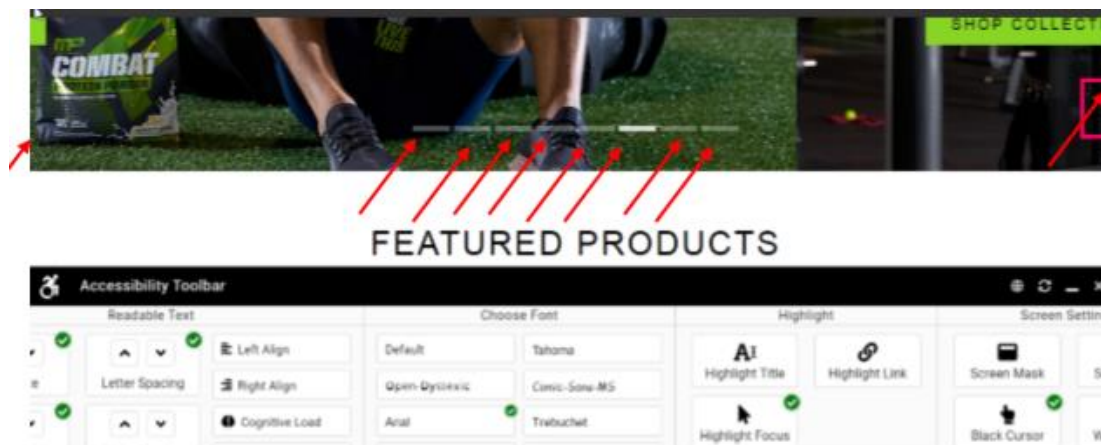 SHOP COLLECT
MP
COMBAT
FEATURED PRODUCTS
Accessibility Toolbar
Readable Text
Choose Font
Highlight
Screen Settin
Left Align
Default
Tahoma
Highlight Title
Highlight Link
Screen Mask
Letter Spacing
Right Align
Open Dyslexic
Comic-Sans-MS
Cognitive Load
Arial
Trebuchet
Highlight Focus
Black Cursor